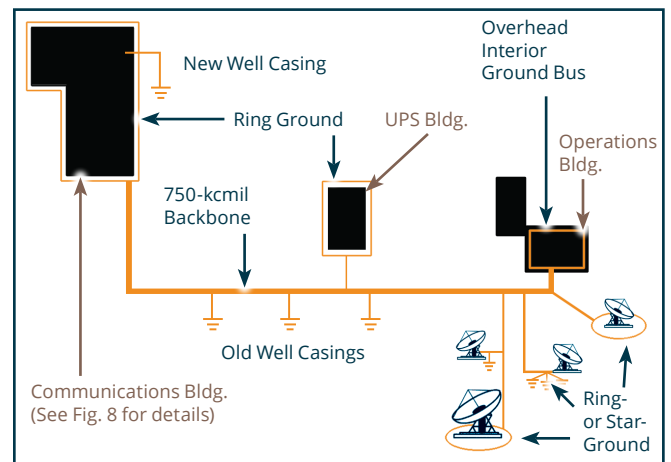 New Well Casing
Overhead
Interior
Ground Bus
Ring Ground
UPS Bldg.
Operations
Bldg.
750-kcmil
Backbone
Old Well Casings
Communications Bldg.
(See Fig. 8 for details)
Ring-
or Star-
Ground